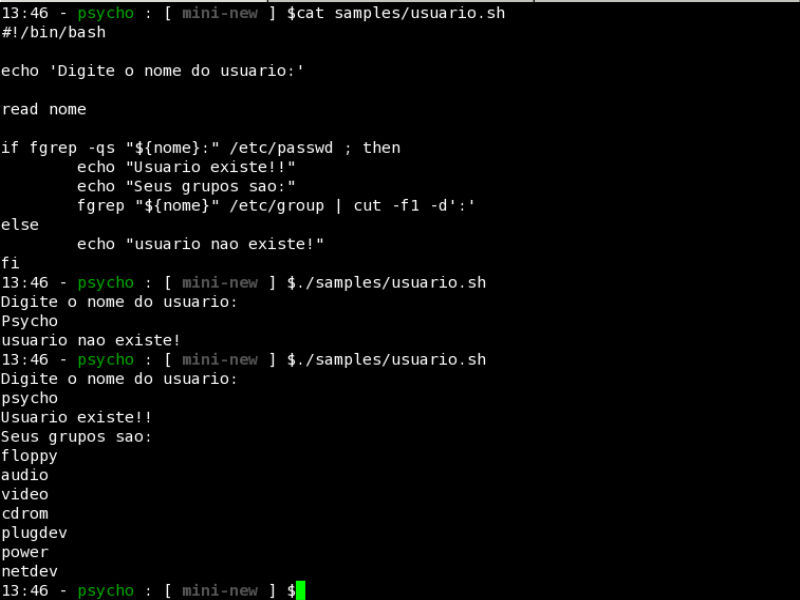 13:46 - psycho : [ mini-new ] $cat samples/usuario.sh
#!/bin/bash
echo 'Digite o nome do usuario:'
read nome
if fgrep -qs "${nome}:" /etc/passwd ; then
echo "Usuario existe!!"
echo "Seus grupos sao:"
fgrep "${nome}" /etc/group | cut -f1 -d':'
else
echo "usuario nao existe!"
fi
13:46 - psycho : [ mini-new ] $./samples/usuario.sh
Digite o nome do usuario:
Psycho
usuario nao existe!
13:46 - psycho : [ mini-new ] $./samples/usuario.sh
Digite o nome do usuario:
psycho
Usuario existe!!
Seus grupos sao:
floppy
audio
video
cdrom
plugdev
power
netdev
13:46 - psycho : [ mini-new ] $